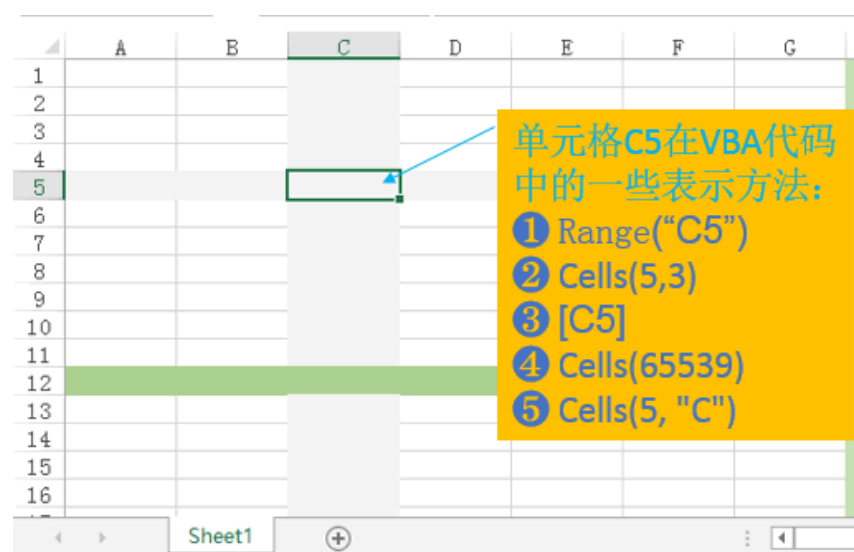 A B C D E F G
1
2
3
4
5
6
7
8
9
10
11
12
13
14
15
16
单元格C5在VBA代码
中的一些表示方法：
❶ Range(“C5”)
❷ Cells(5,3)
❸ [C5]
❹ Cells(65539)
❺ Cells(5, "C")
Sheet1